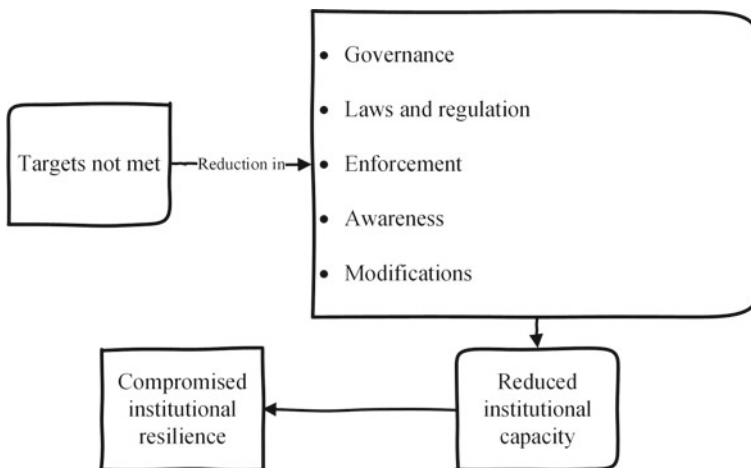 Targets not met
Reduction in
• Governance
• Laws and regulation
• Enforcement
• Awareness
• Modifications
Reduced
institutional
capacity
Compromised
institutional
resilience